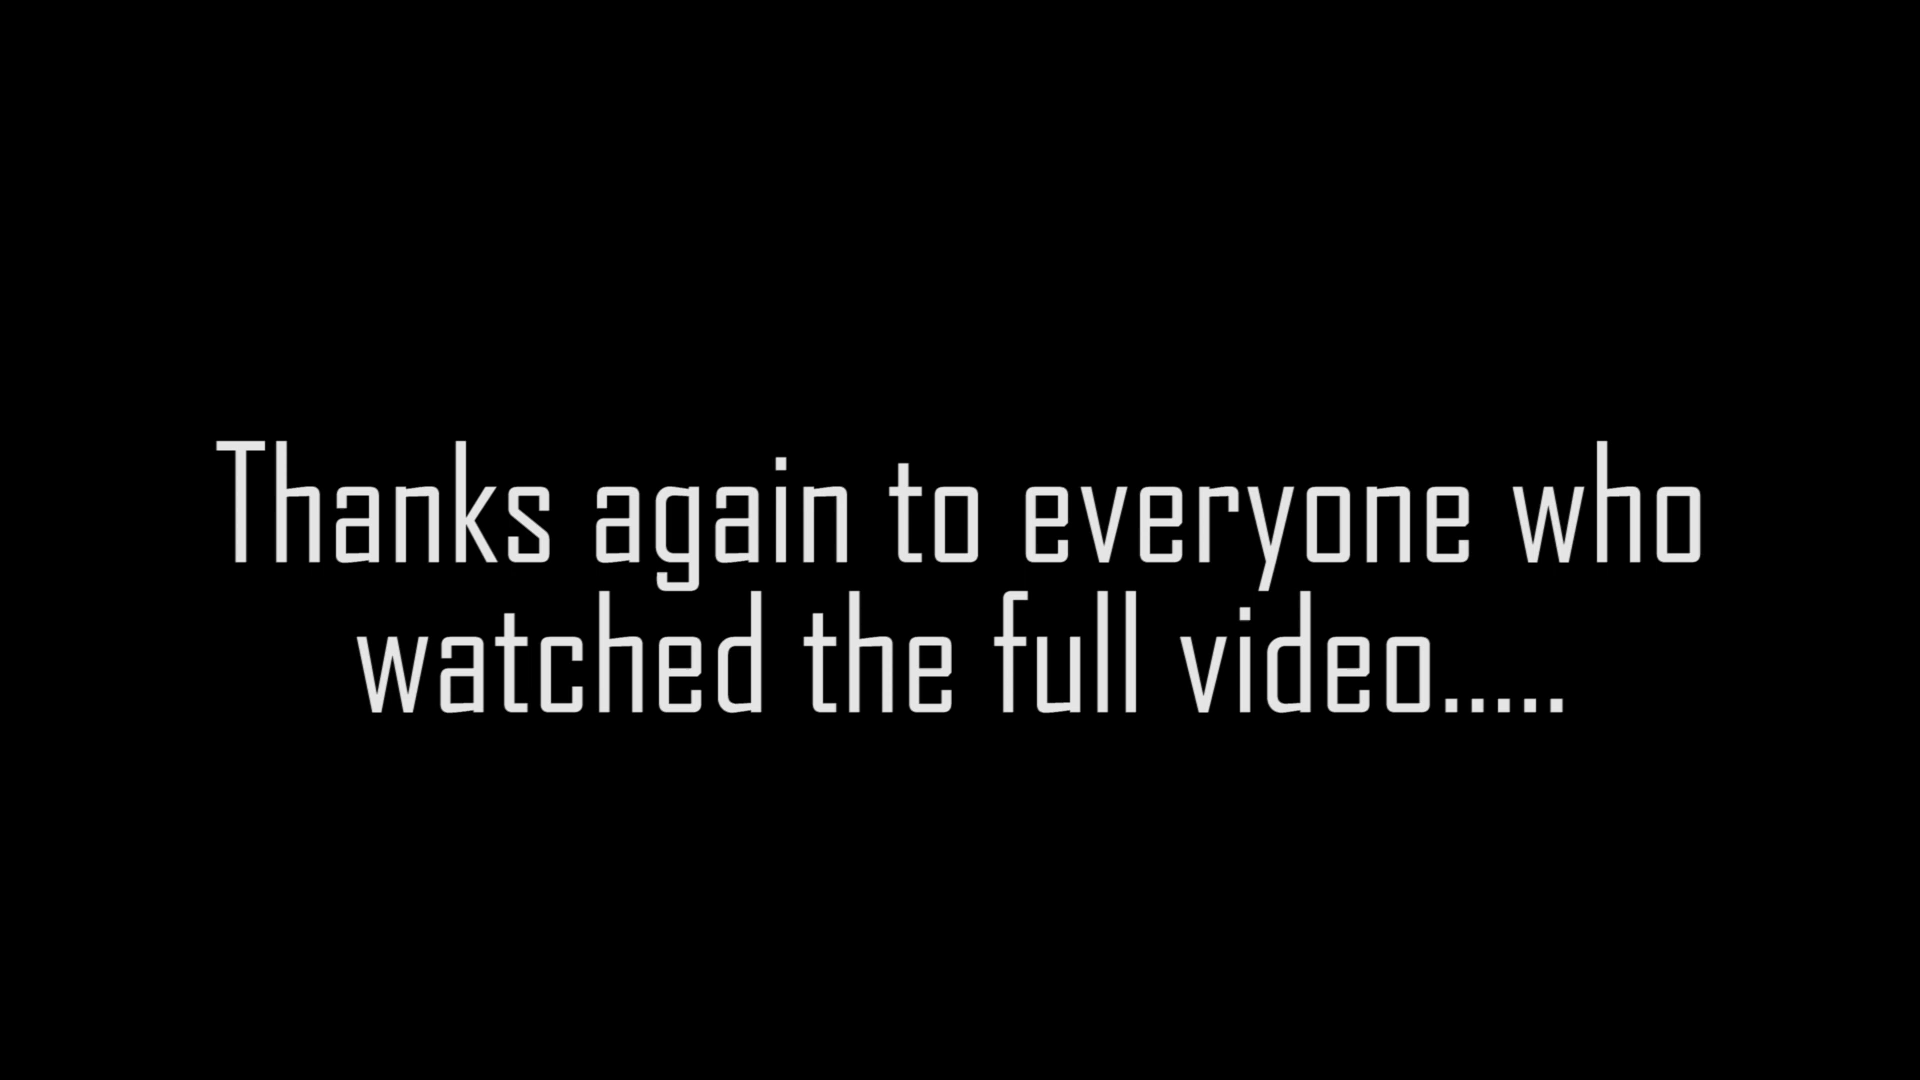 Thanks again to everyone who
watched the full video.....